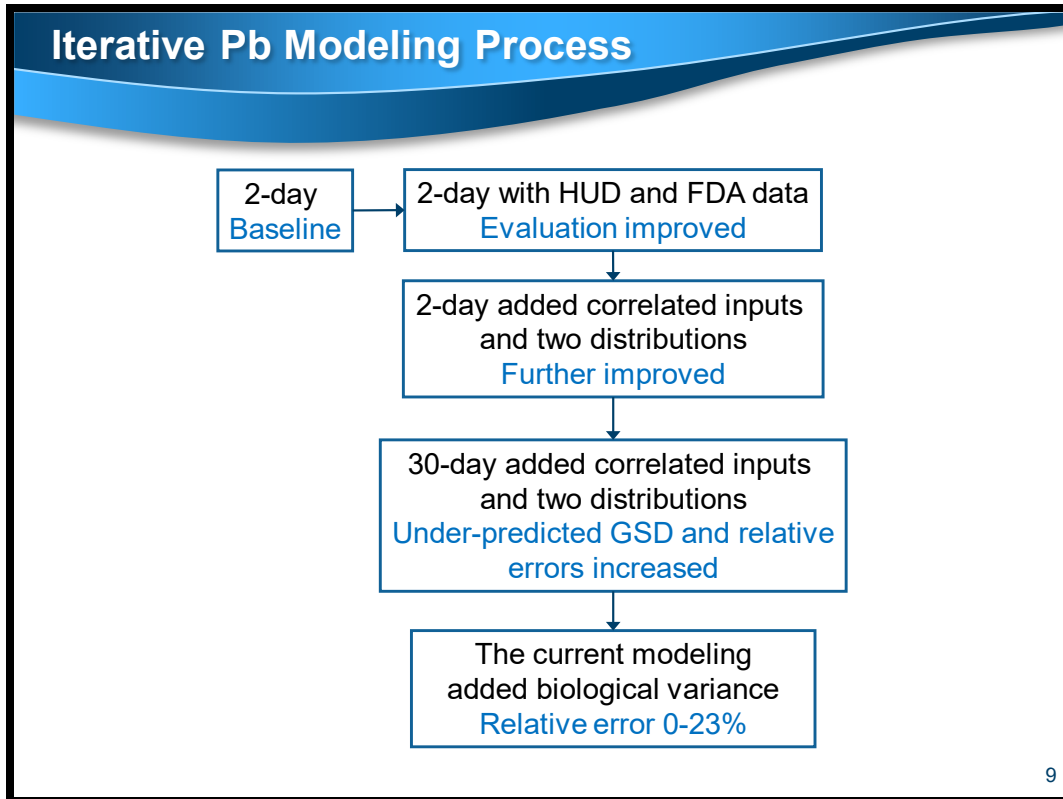 Iterative Pb Modeling Process
2-day
Baseline
2-day with HUD and FDA data
Evaluation improved
2-day added correlated inputs
and two distributions
Further improved
30-day added correlated inputs
and two distributions
Under-predicted GSD and relative
errors increased
The current modeling
added biological variance
Relative error 0-23%
9